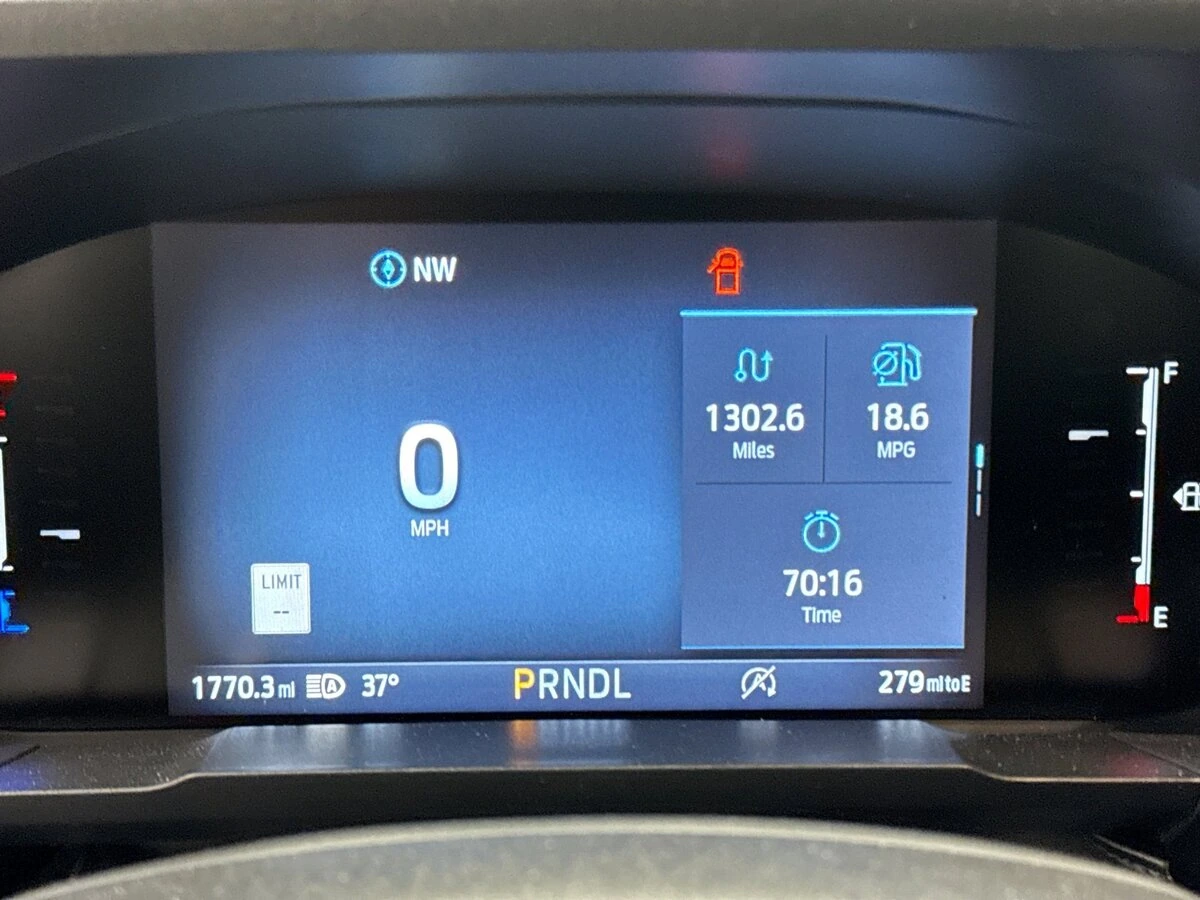 NW
F
1302.6
18.6
Miles
MPG
0
MPH
70:16
Time
LIMIT
--
E
1770.3 mi A 37° PRNDL A 279 mi to E